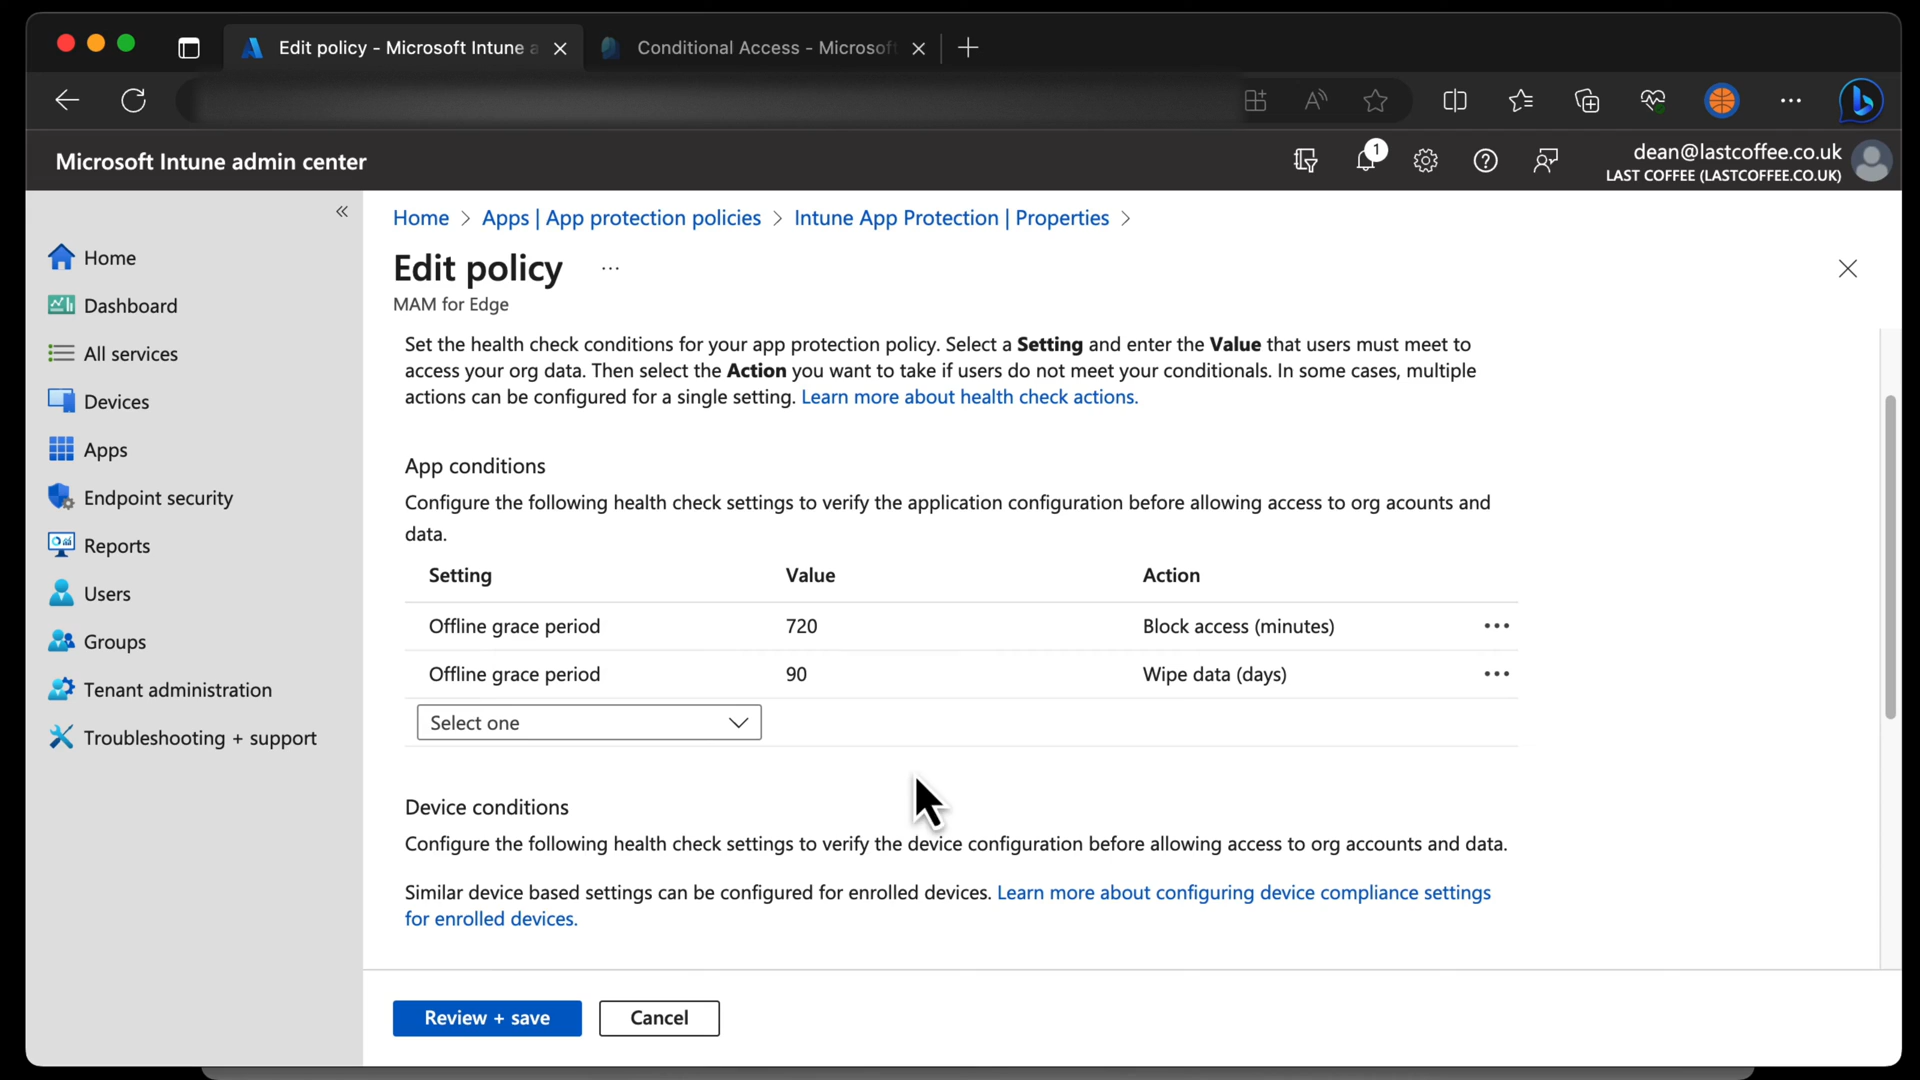 Edit policy - Microsoft Intune a
Conditional Access - Microsof
Microsoft Intune admin center
1
dean@lastcoffee.co.uk
LAST COFFEE (LASTCOFFEE.CO.UK)
Home
Dashboard
All services
Devices
Apps
Endpoint security
Reports
Users
Groups
Tenant administration
Troubleshooting + support
Home > Apps | App protection policies > Intune App Protection | Properties >
Edit policy ...
MAM for Edge
Set the health check conditions for your app protection policy. Select a Setting and enter the Value that users must meet to
access your org data. Then select the Action you want to take if users do not meet your conditionals. In some cases, multiple
actions can be configured for a single setting. Learn more about health check actions.
App conditions
Configure the following health check settings to verify the application configuration before allowing access to org acounts and
data.
Setting Value Action
Offline grace period 720 Block access (minutes)
Offline grace period 90 Wipe data (days)
Select one
Device conditions
Configure the following health check settings to verify the device configuration before allowing access to org accounts and data.
Similar device based settings can be configured for enrolled devices. Learn more about configuring device compliance settings
for enrolled devices.
Review + save Cancel